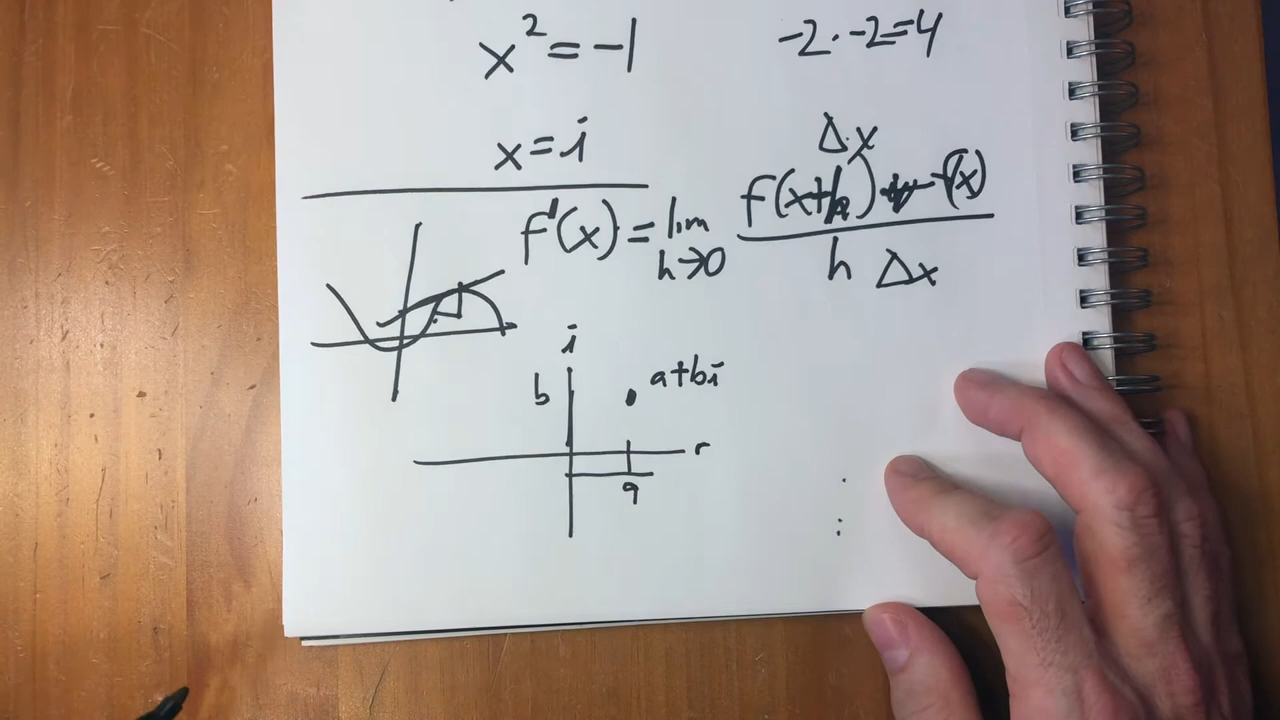 x² = -1
-2 · -2 = 4
x = i
Δx
f'(x) = lim h→0 f(x+h) - f(x)
h Δx
i
b
a+bi
r
a